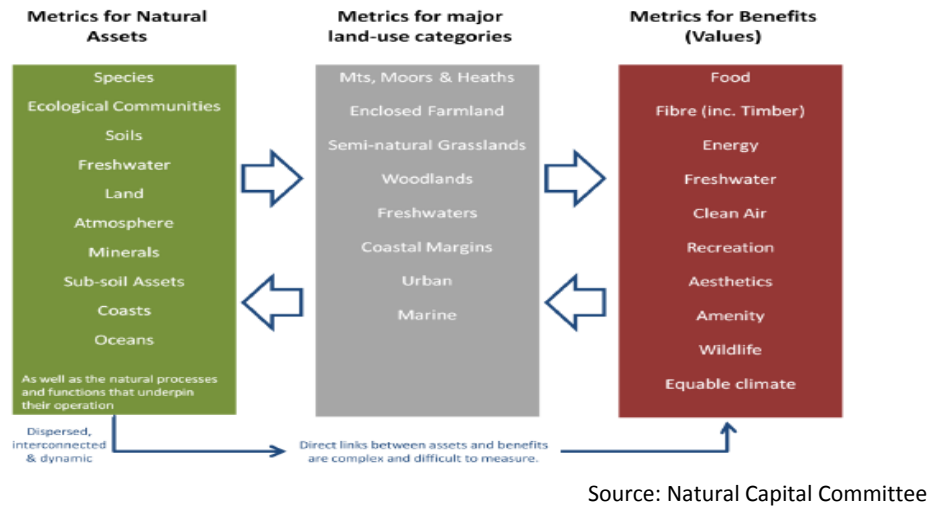 Metrics for Natural
Assets
Species
Ecological Communities
Soils
Freshwater
Land
Atmosphere
Minerals
Sub-soil Assets
Coasts
Oceans
As well as the natural processes
and functions that underpin
their operation
Metrics for major
land-use categories
Mts, Moors & Heaths
Enclosed Farmland
Semi-natural Grasslands
Woodlands
Freshwaters
Coastal Margins
Urban
Marine
Metrics for Benefits
(Values)
Food
Fibre (inc. Timber)
Energy
Freshwater
Clean Air
Recreation
Aesthetics
Amenity
Wildlife
Equable climate
Dispersed,
interconnected
& dynamic
Direct links between assets and benefits
are complex and difficult to measure.
Source: Natural Capital Committee